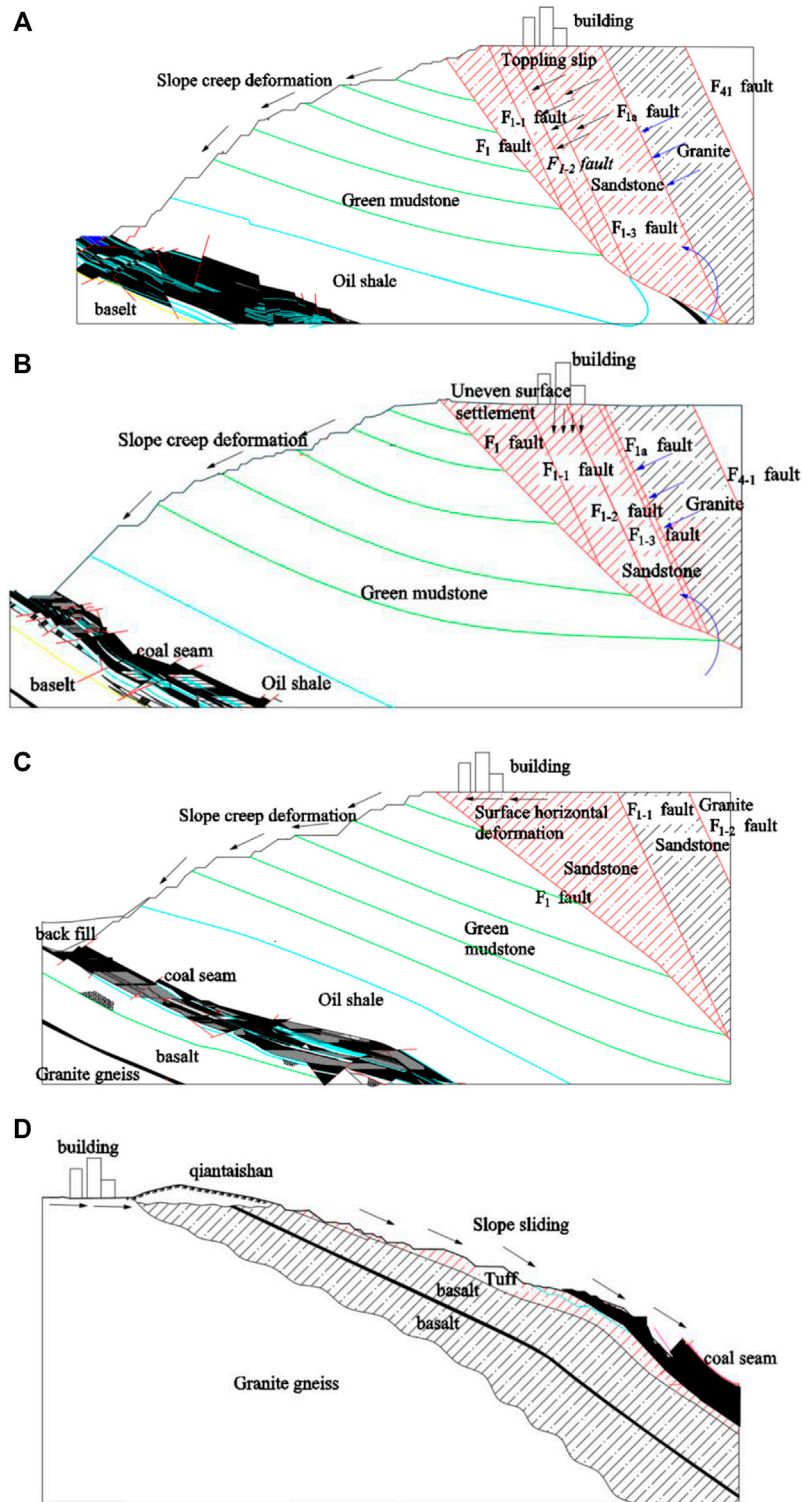 A
building
Slope creep deformation
Toppling slip
F41 fault
F1-1 fault
F1a fault
F1 fault
F1-2 fault
Granite
Sandstone
Green mudstone
F1-3 fault
Oil shale
baselt
B
building
Uneven surface
settlement
Slope creep deformation
F1 fault
F1a fault
F1-1 fault
F4-1 fault
F1-2 fault
Granite
F1-3 fault
Sandstone
Green mudstone
coal seam
baselt
Oil shale
C
building
Slope creep deformation
Surface horizontal
deformation
F1-1 fault
Granite
F1-2 fault
Sandstone
Sandstone
F1 fault
back fill
Green
mudstone
coal seam
Oil shale
basalt
Granite gneiss
D
building
qiantaishan
Slope sliding
Tuff
basalt
basalt
coal seam
Granite gneiss